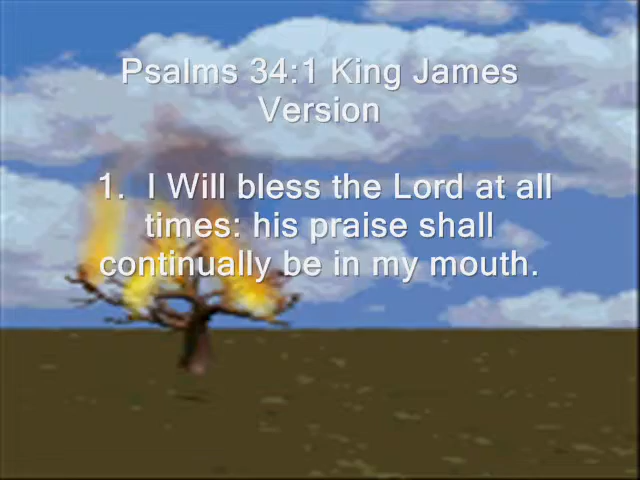 Psalms 34:1 King James
Version
1. I Will bless the Lord at all
times: his praise shall
continually be in my mouth.